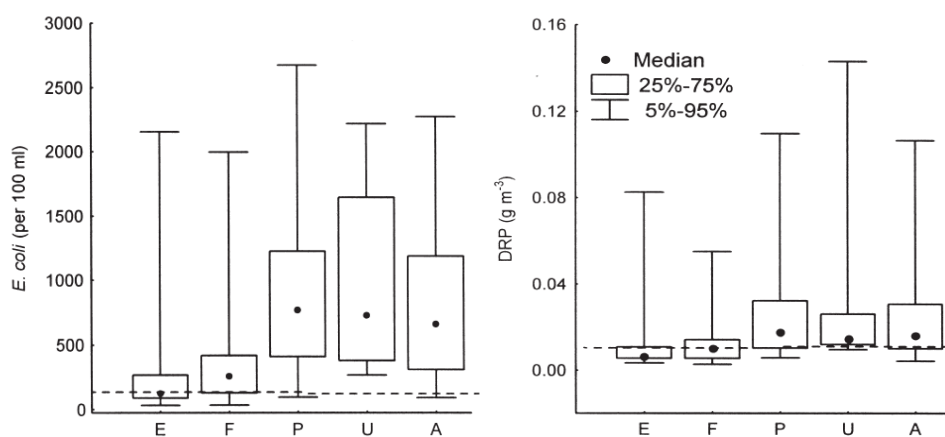 E. coli (per 100 ml)
3000
2500
2000
1500
1000
500
0
E F P U A
DRP (g m-3)
0.16
0.12
0.08
0.04
0.00
Median
25%-75%
5%-95%
E F P U A